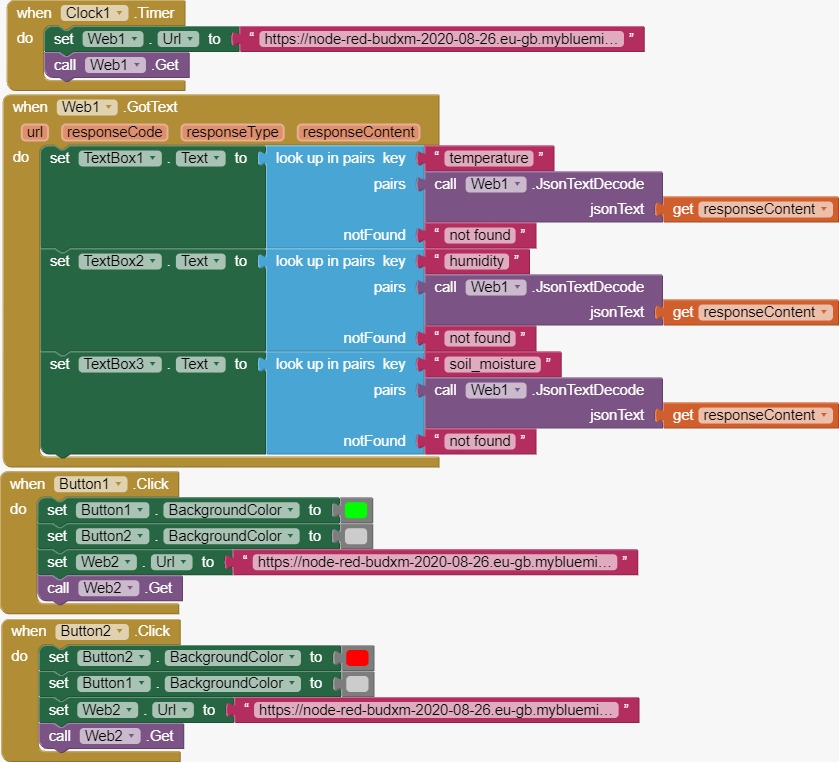 when Clock1 .Timer
do set Web1 . Url to “ https://node-red-budxm-2020-08-26.eu-gb.mybluemi... ”
call Web1 .Get
when Web1 .GotText
url responseCode responseType responseContent
do set TextBox1 . Text to look up in pairs key “ temperature ”
pairs call Web1 .JsonTextDecode
jsonText get responseContent
notFound “ not found ”
set TextBox2 . Text to look up in pairs key “ humidity ”
pairs call Web1 .JsonTextDecode
jsonText get responseContent
notFound “ not found ”
set TextBox3 . Text to look up in pairs key “ soil_moisture ”
pairs call Web1 .JsonTextDecode
jsonText get responseContent
notFound “ not found ”
when Button1 .Click
do set Button1 . BackgroundColor to
set Button2 . BackgroundColor to
set Web2 . Url to “ https://node-red-budxm-2020-08-26.eu-gb.mybluemi... ”
call Web2 .Get
when Button2 .Click
do set Button2 . BackgroundColor to
set Button1 . BackgroundColor to
set Web2 . Url to “ https://node-red-budxm-2020-08-26.eu-gb.mybluemi... ”
call Web2 .Get